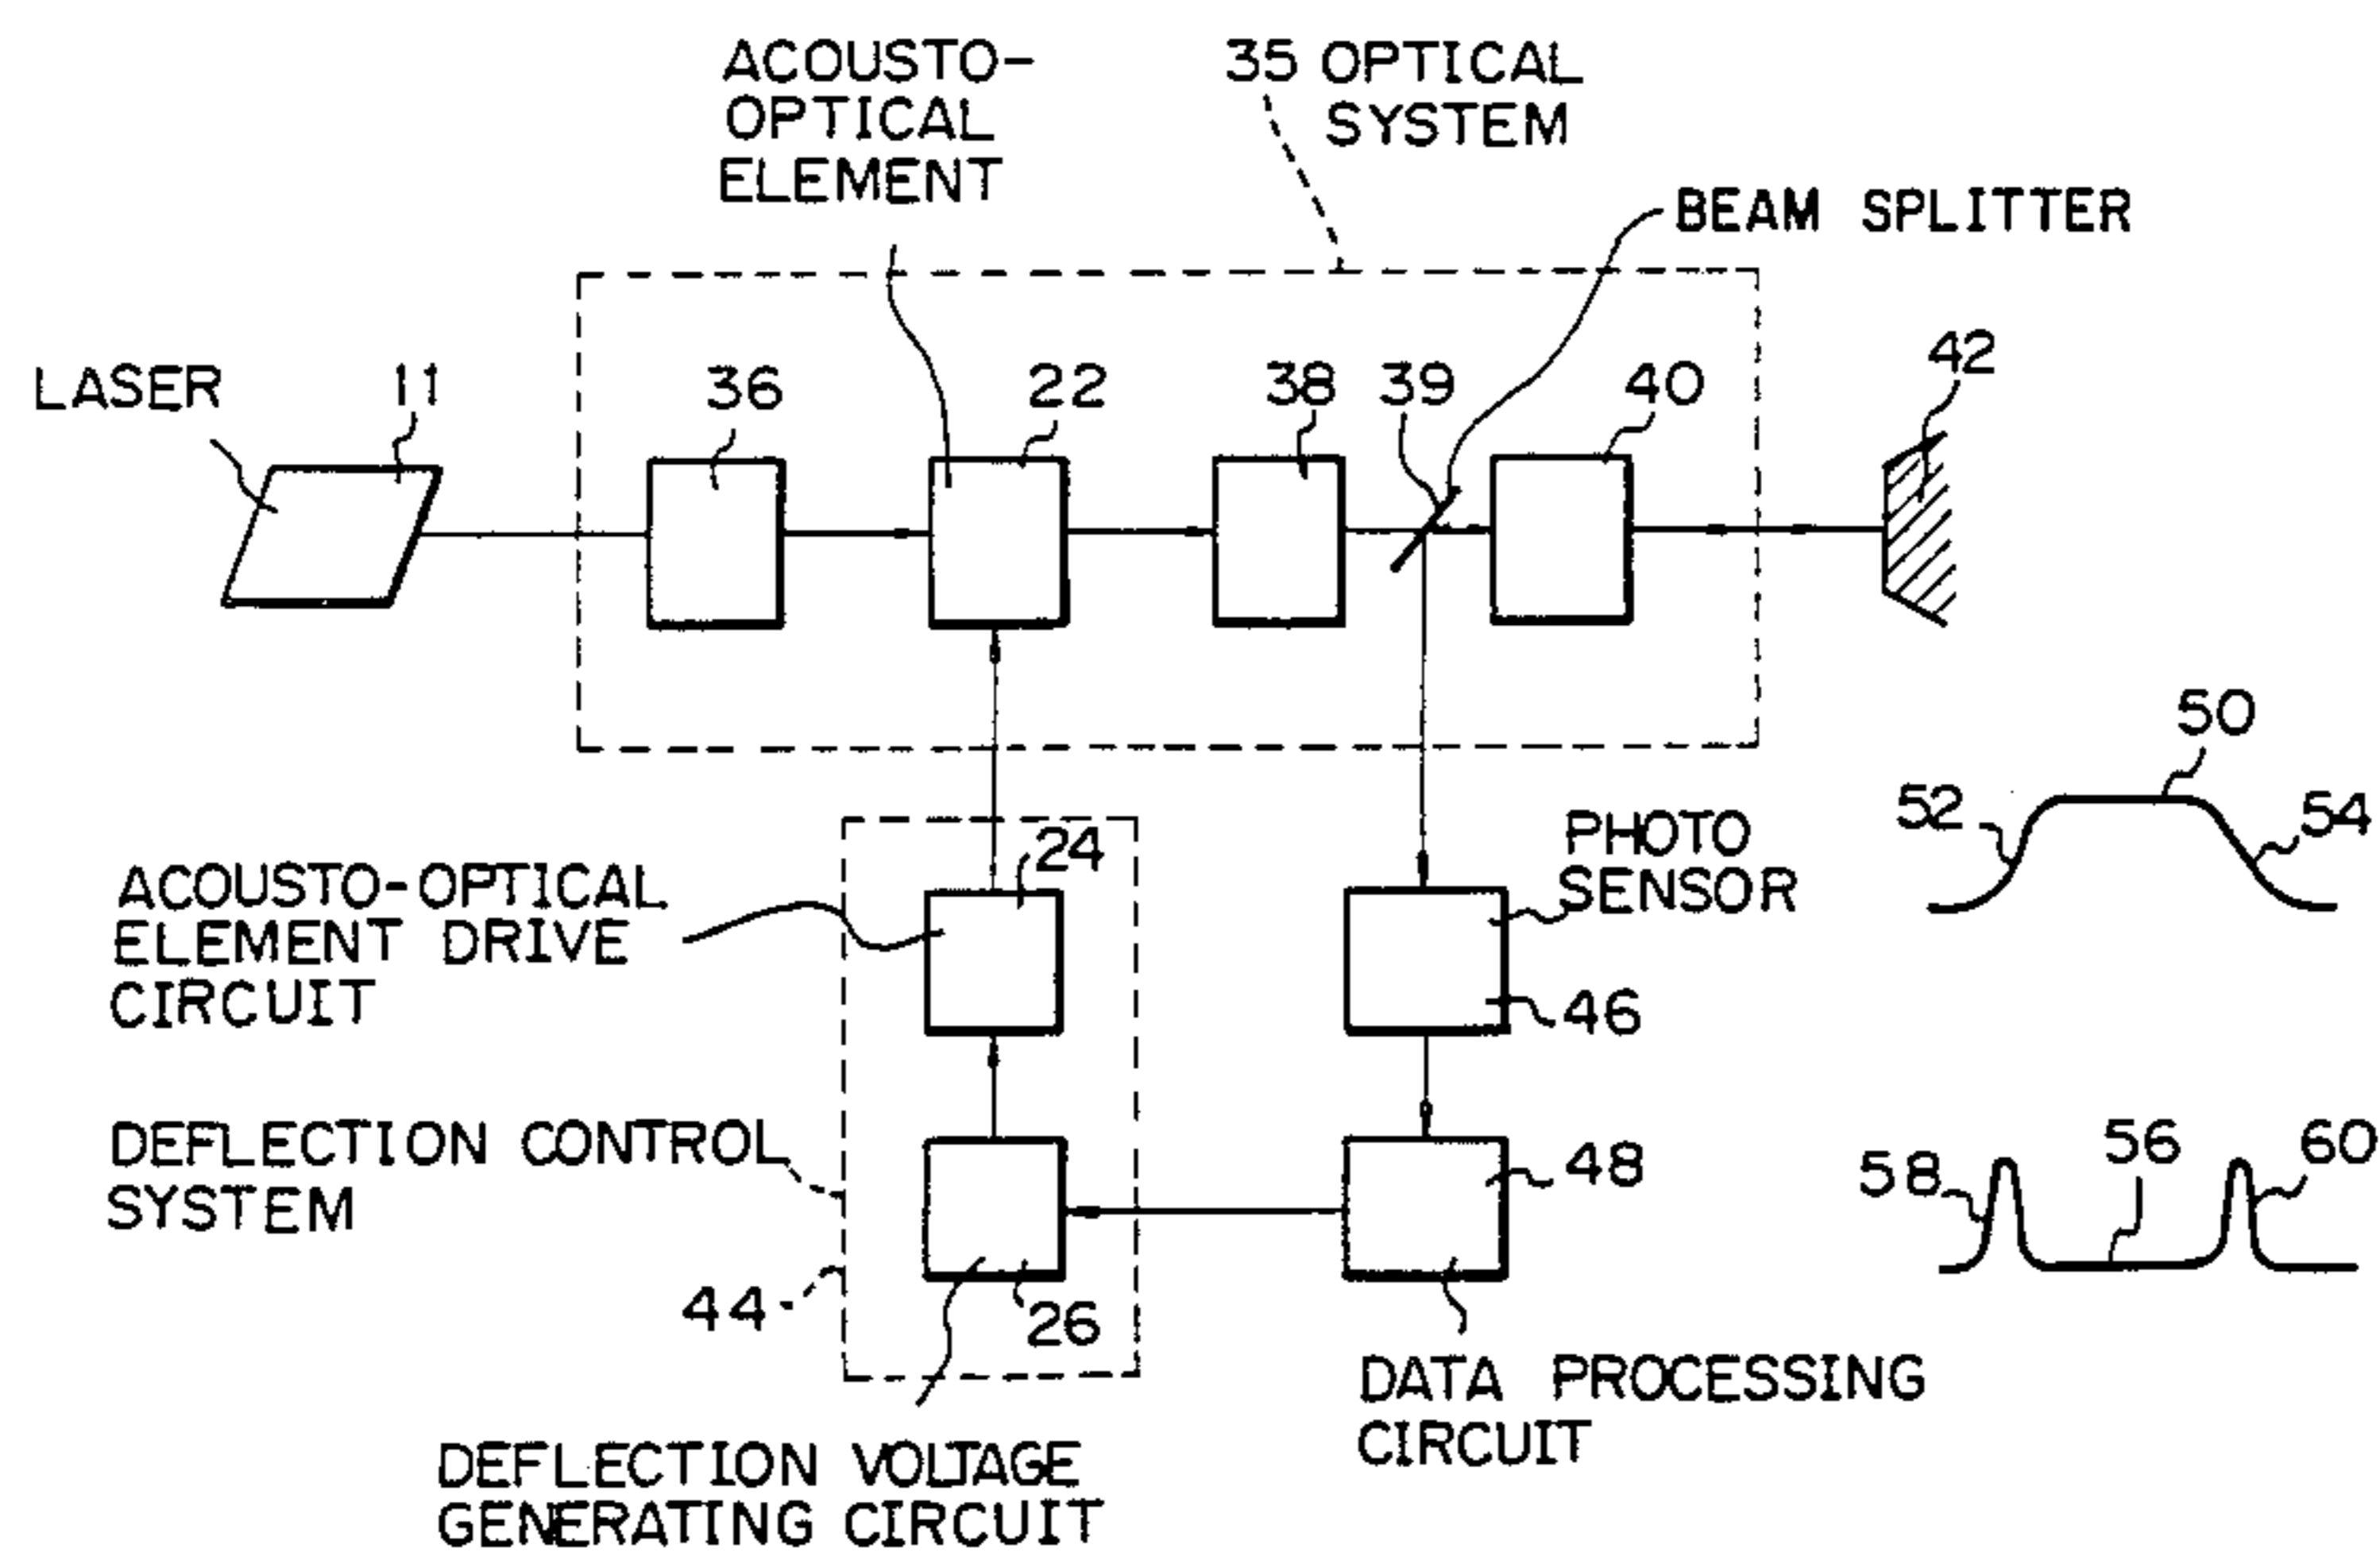 ACOUSTO-
OPTICAL
ELEMENT
35 OPTICAL
SYSTEM
BEAM SPLITTER
LASER
11
36
22
38
39
40
42
50
52
54
24
PHOTO
SENSOR
ACOUSTO-OPTICAL
ELEMENT DRIVE
CIRCUIT
46
DEFLECTION CONTROL
SYSTEM
48
58
56
60
44
26
DATA PROCESSING
CIRCUIT
DEFLECTION VOLTAGE
GENERATING CIRCUIT